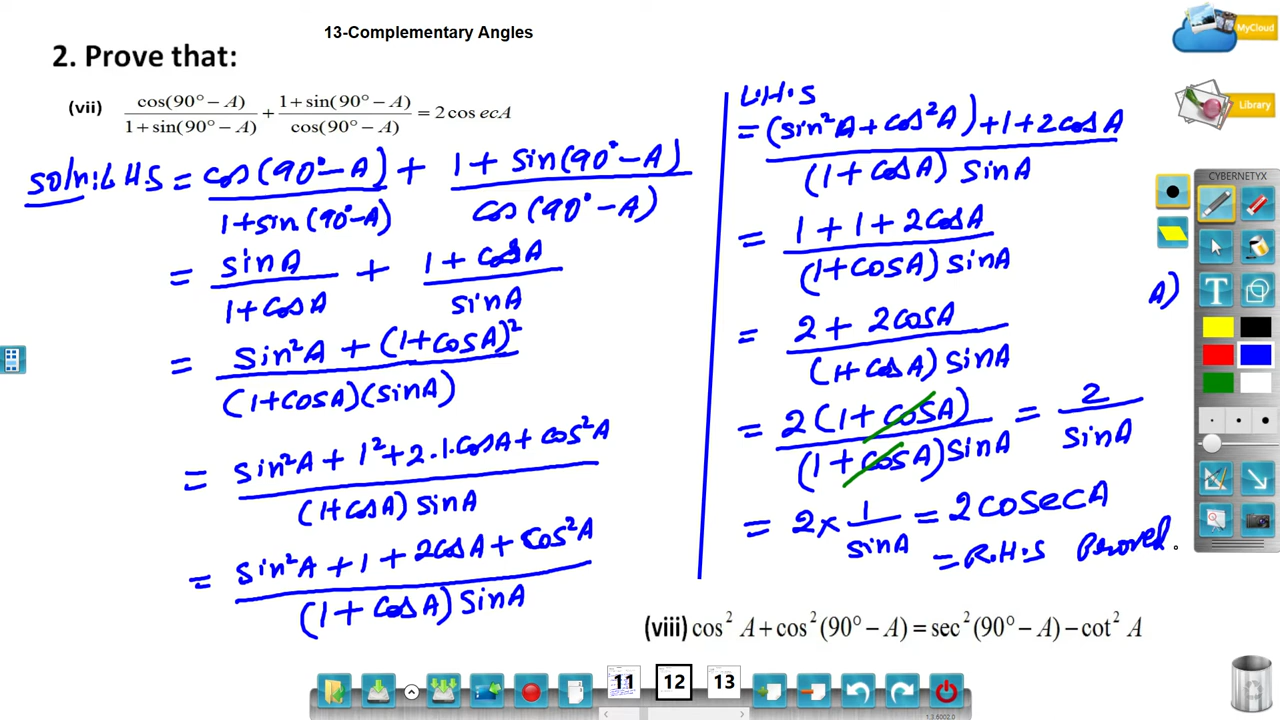 13-Complementary Angles
2. Prove that:
(vii) cos(90° − A)/1 + sin(90° − A) + 1 + sin(90° − A)/cos(90° − A) = 2 cos ecA
Soln: L.H.S = cos(90° − A)/1 + sin(90° − A) + 1 + sin(90° − A)/cos(90° − A)
= sinA/1 + cosA + 1 + cosA/sinA
= sin²A + (1 + cosA)²/(1 + cosA)(sinA)
= sin²A + 1² + 2.1.cosA + cos²A/(1 + cosA) sinA
= sin²A + 1 + 2cosA + cos²A/(1 + cosA) sinA
L.H.S
= (sin²A + cos²A) + 1 + 2cosA/(1 + cosA) sinA
= 1 + 1 + 2cosA/(1 + cosA) sinA
= 2 + 2cosA/(1 + cosA) sinA
= 2(1 + cosA)/(1 + cosA) sinA = 2/sinA
= 2 × 1/sinA = 2cosecA
= R.H.S Proved.
A)
(viii) cos² A + cos² (90° − A) = sec² (90° − A) − cot² A
MyCloud
Library
CYBERNETYX
T
11 12 13
1.3.6002.0